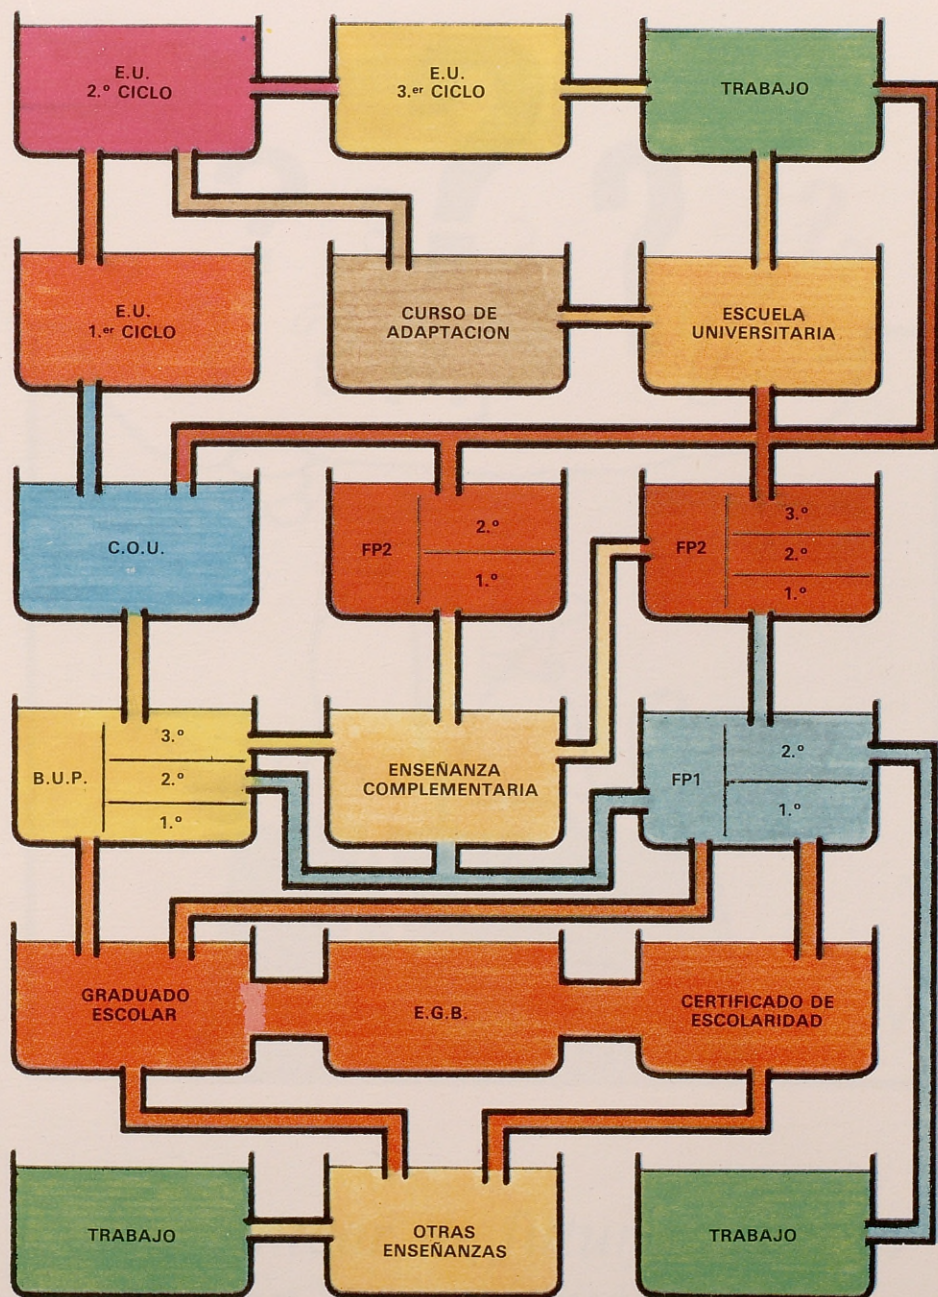 E.U.
2.º CICLO
E.U.
3.er CICLO
TRABAJO
E.U.
1.er CICLO
CURSO DE
ADAPTACION
ESCUELA
UNIVERSITARIA
C.O.U.
FP2
2.º
1.º
FP2
3.º
2.º
1.º
B.U.P.
3.º
2.º
1.º
ENSEÑANZA
COMPLEMENTARIA
FP1
2.º
1.º
GRADUADO
ESCOLAR
E.G.B.
CERTIFICADO DE
ESCOLARIDAD
TRABAJO
OTRAS
ENSEÑANZAS
TRABAJO